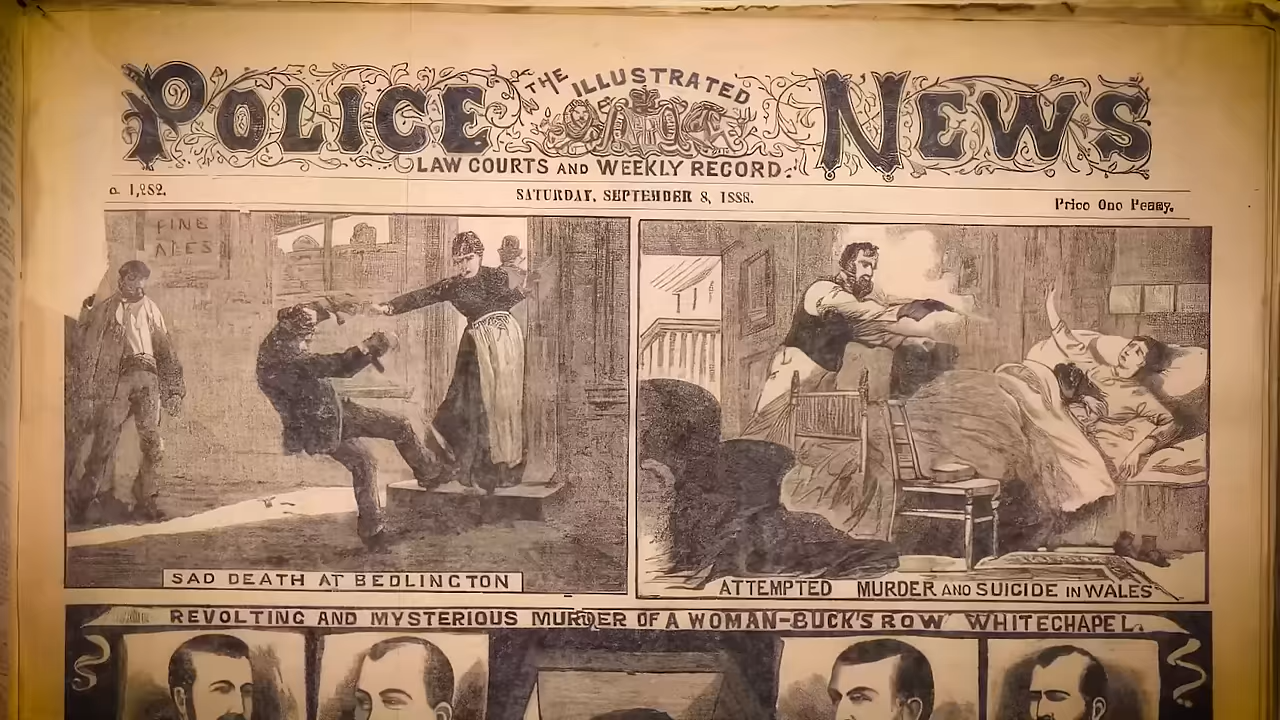 THE ILLUSTRATED
POLICE NEWS
LAW COURTS AND WEEKLY RECORD.
1,282. SATURDAY, SEPTEMBER 8, 1888. Price One Penny.
FINE
ALES
SAD DEATH AT BEDLINGTON
ATTEMPTED MURDER AND SUICIDE IN WALES
REVOLTING AND MYSTERIOUS MURDER OF A WOMAN-BUCK'S ROW WHITECHAPEL.